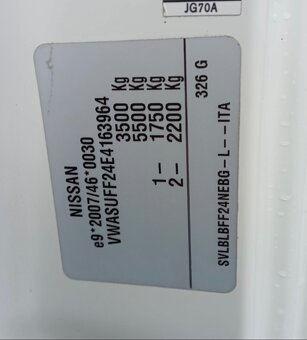 JG70A
NISSAN
e9*2007/46*0030
VWASUFF24E4163964
3500 Kg
5500 Kg
1- 1750 Kg
2- 2200 Kg
326 G
SVLBLBFF24NEBG-L--ITA